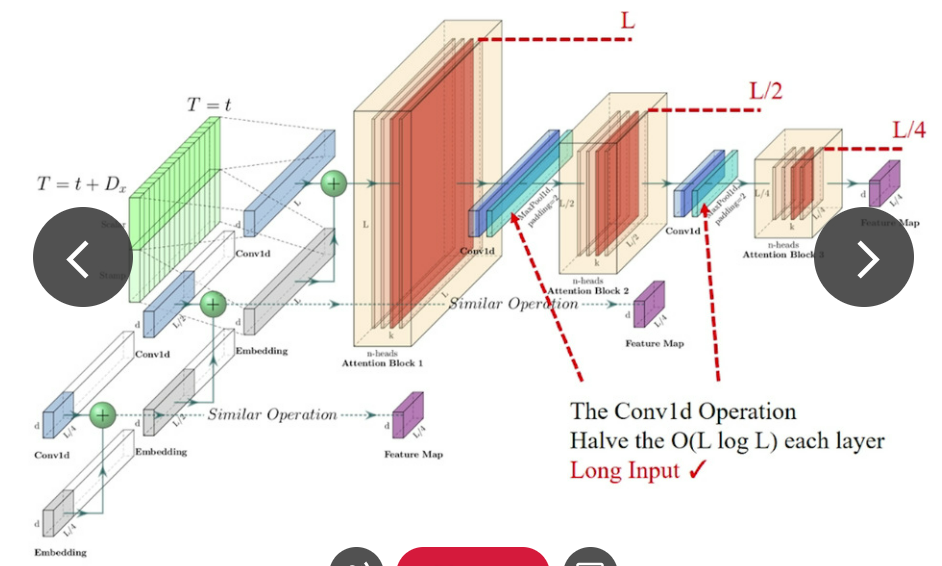 L
L/2
L/4
T = t
T = t + D_x
L
d
L
Conv1d
d
L
Embedding
L
k
n-heads
Attention Block 1
Conv1d
MaxPool1d,
padding=2
L/2
k
L/2
n-heads
Attention Block 2
Conv1d
MaxPool1d,
padding=2
L/4
k
L/4
n-heads
Attention Block 3
d
L/4
Feature Map
d
L/2
Conv1d
d
L/2
Embedding
Similar Operation
d
L/4
Feature Map
d
L/4
Conv1d
d
L/4
Embedding
Similar Operation
d
L/4
Feature Map
The Conv1d Operation
Halve the O(L log L) each layer
Long Input ✓